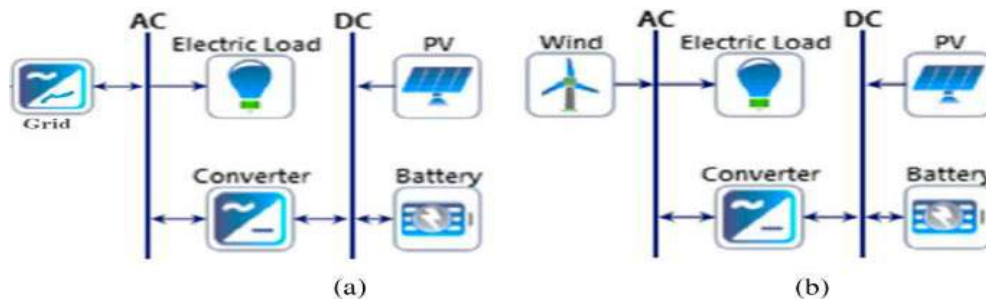 AC
DC
Electric Load
PV
Grid
Converter
Battery
(a)
AC
DC
Wind
Electric Load
PV
Converter
Battery
(b)